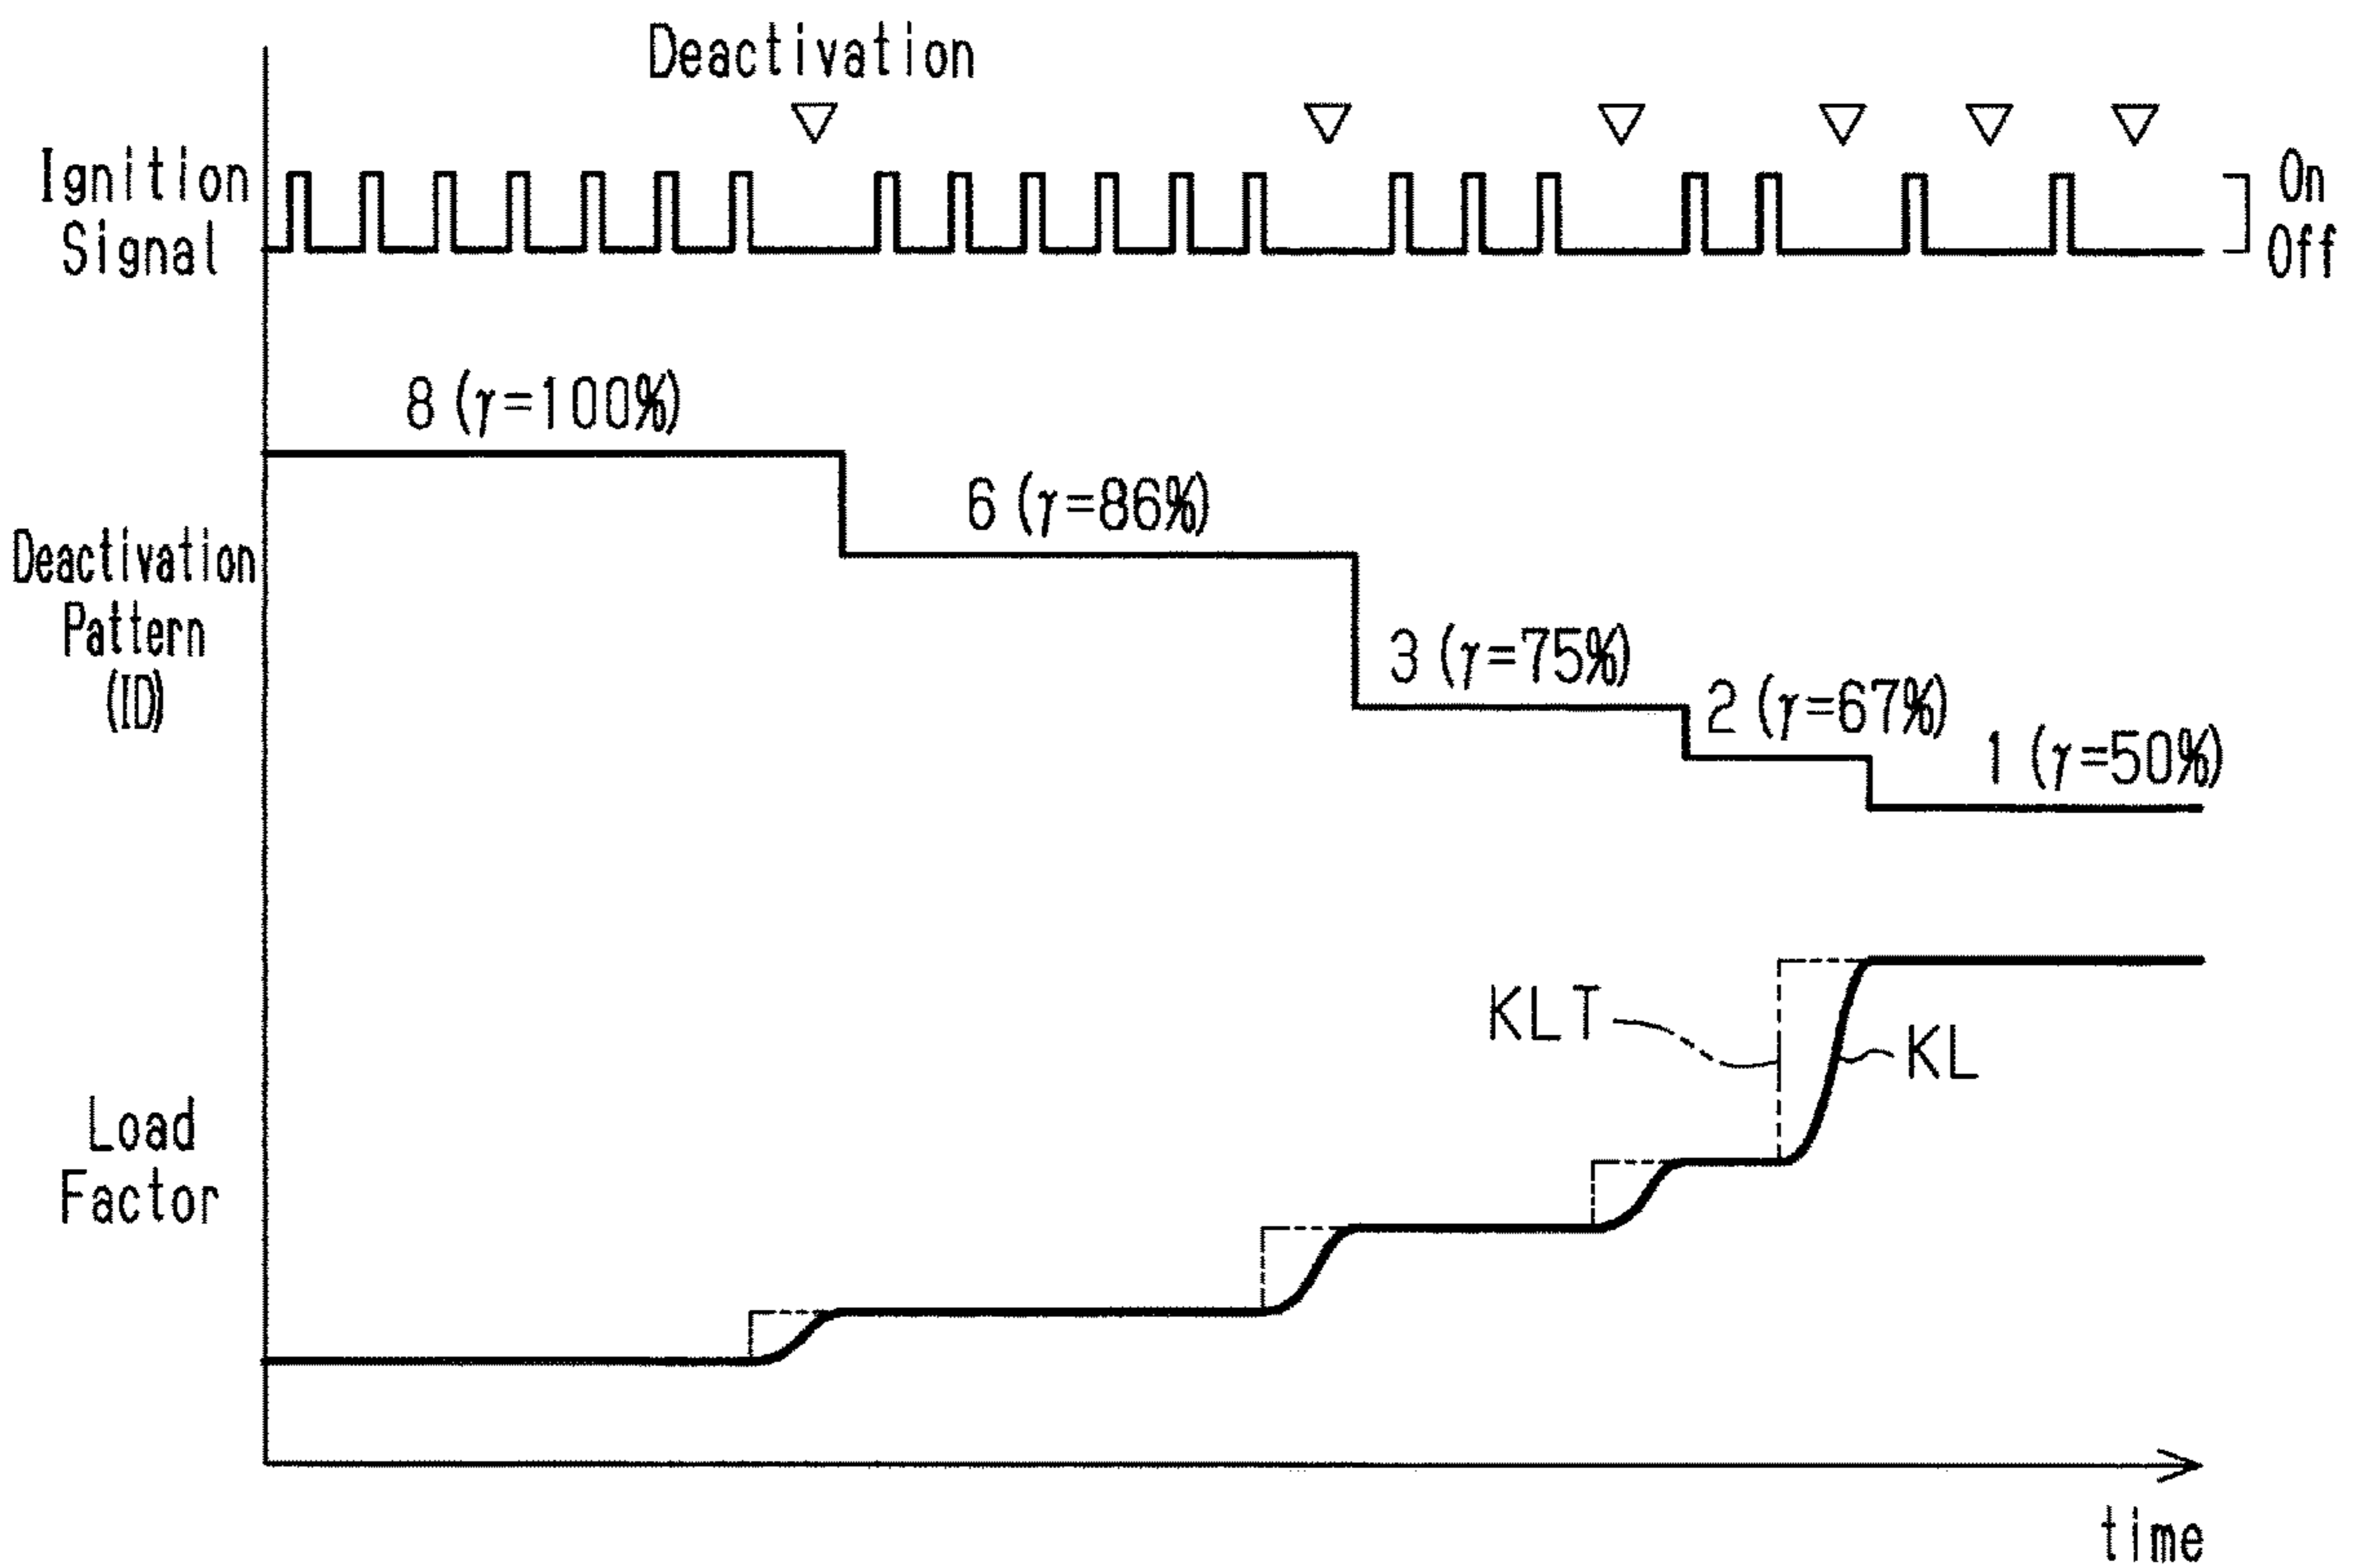 Deactivation
Ignition
Signal
On
Off
8 (γ=100%)
6 (γ=86%)
Deactivation
Pattern
(ID)
3 (γ=75%)
2 (γ=67%)
1 (γ=50%)
KLT
KL
Load
Factor
time